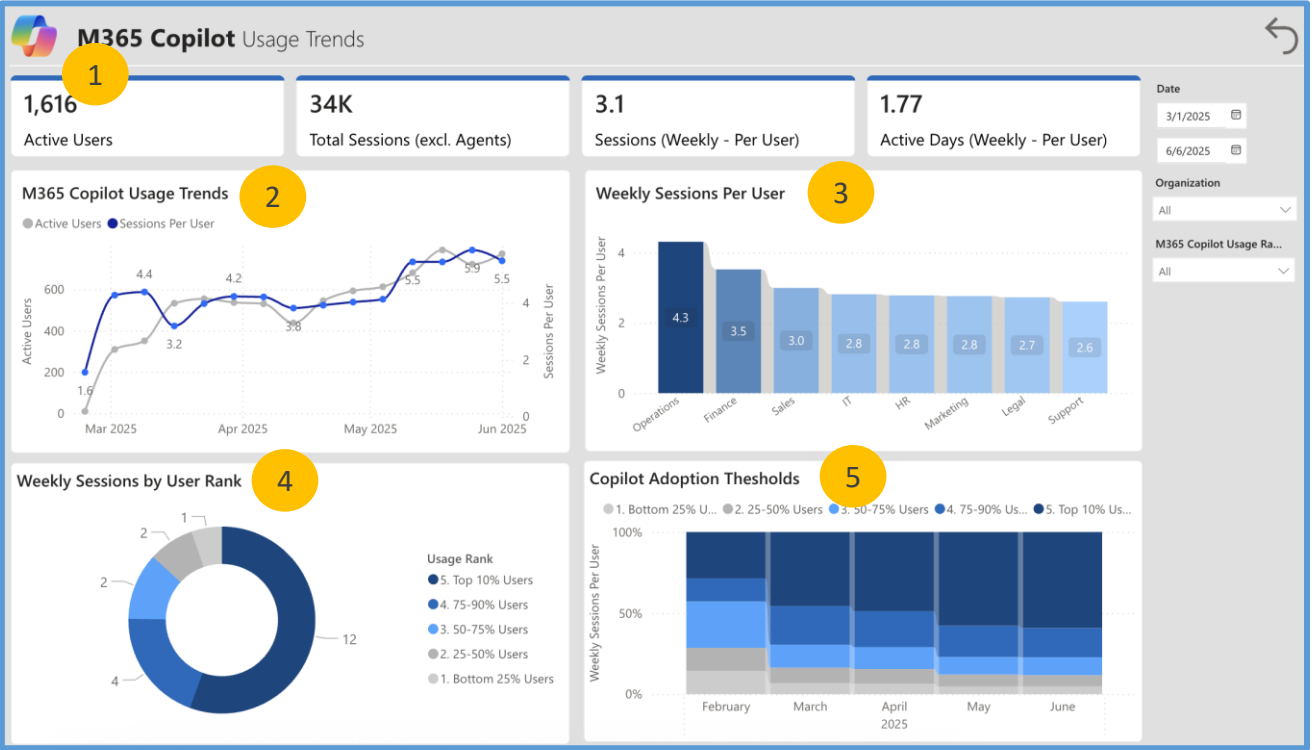 M365 Copilot Usage Trends
1
1,616
Active Users
34K
Total Sessions (excl. Agents)
3.1
Sessions (Weekly - Per User)
1.77
Active Days (Weekly - Per User)
Date
3/1/2025
6/6/2025
Organization
All
M365 Copilot Usage Ra...
All
M365 Copilot Usage Trends
2
Active Users Sessions Per User
Active Users
600
400
200
0
1.6
4.4
3.2
4.2
3.8
5.5
5.9
5.5
4
2
0
Sessions Per User
Mar 2025 Apr 2025 May 2025 Jun 2025
Weekly Sessions Per User
3
Weekly Sessions Per User
4
2
0
4.3 3.5 3.0 2.8 2.8 2.8 2.7 2.6
Operations Finance Sales IT HR Marketing Legal Support
Weekly Sessions by User Rank
4
1
2
2
4
12
Usage Rank
5. Top 10% Users
4. 75-90% Users
3. 50-75% Users
2. 25-50% Users
1. Bottom 25% Users
Copilot Adoption Thesholds
5
1. Bottom 25% U... 2. 25-50% Users 3. 50-75% Users 4. 75-90% Us... 5. Top 10% Us...
Weekly Sessions Per User
100%
50%
0%
February March April May June
2025